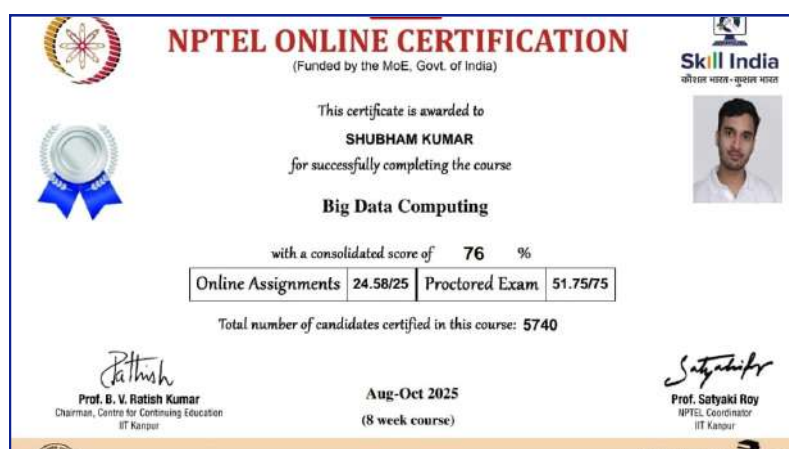 NPTEL ONLINE CERTIFICATION
(Funded by the MoE, Govt. of India)
Skill India
कौशल भारत-कुशल भारत
This certificate is awarded to
SHUBHAM KUMAR
for successfully completing the course
Big Data Computing
with a consolidated score of 76 %
Online Assignments 24.58/25 Proctored Exam 51.75/75
Total number of candidates certified in this course: 5740
Prof. B. V. Ratish Kumar
Chairman, Centre for Continuing Education
IIT Kanpur
Aug-Oct 2025
(8 week course)
Prof. Satyaki Roy
NPTEL Coordinator
IIT Kanpur